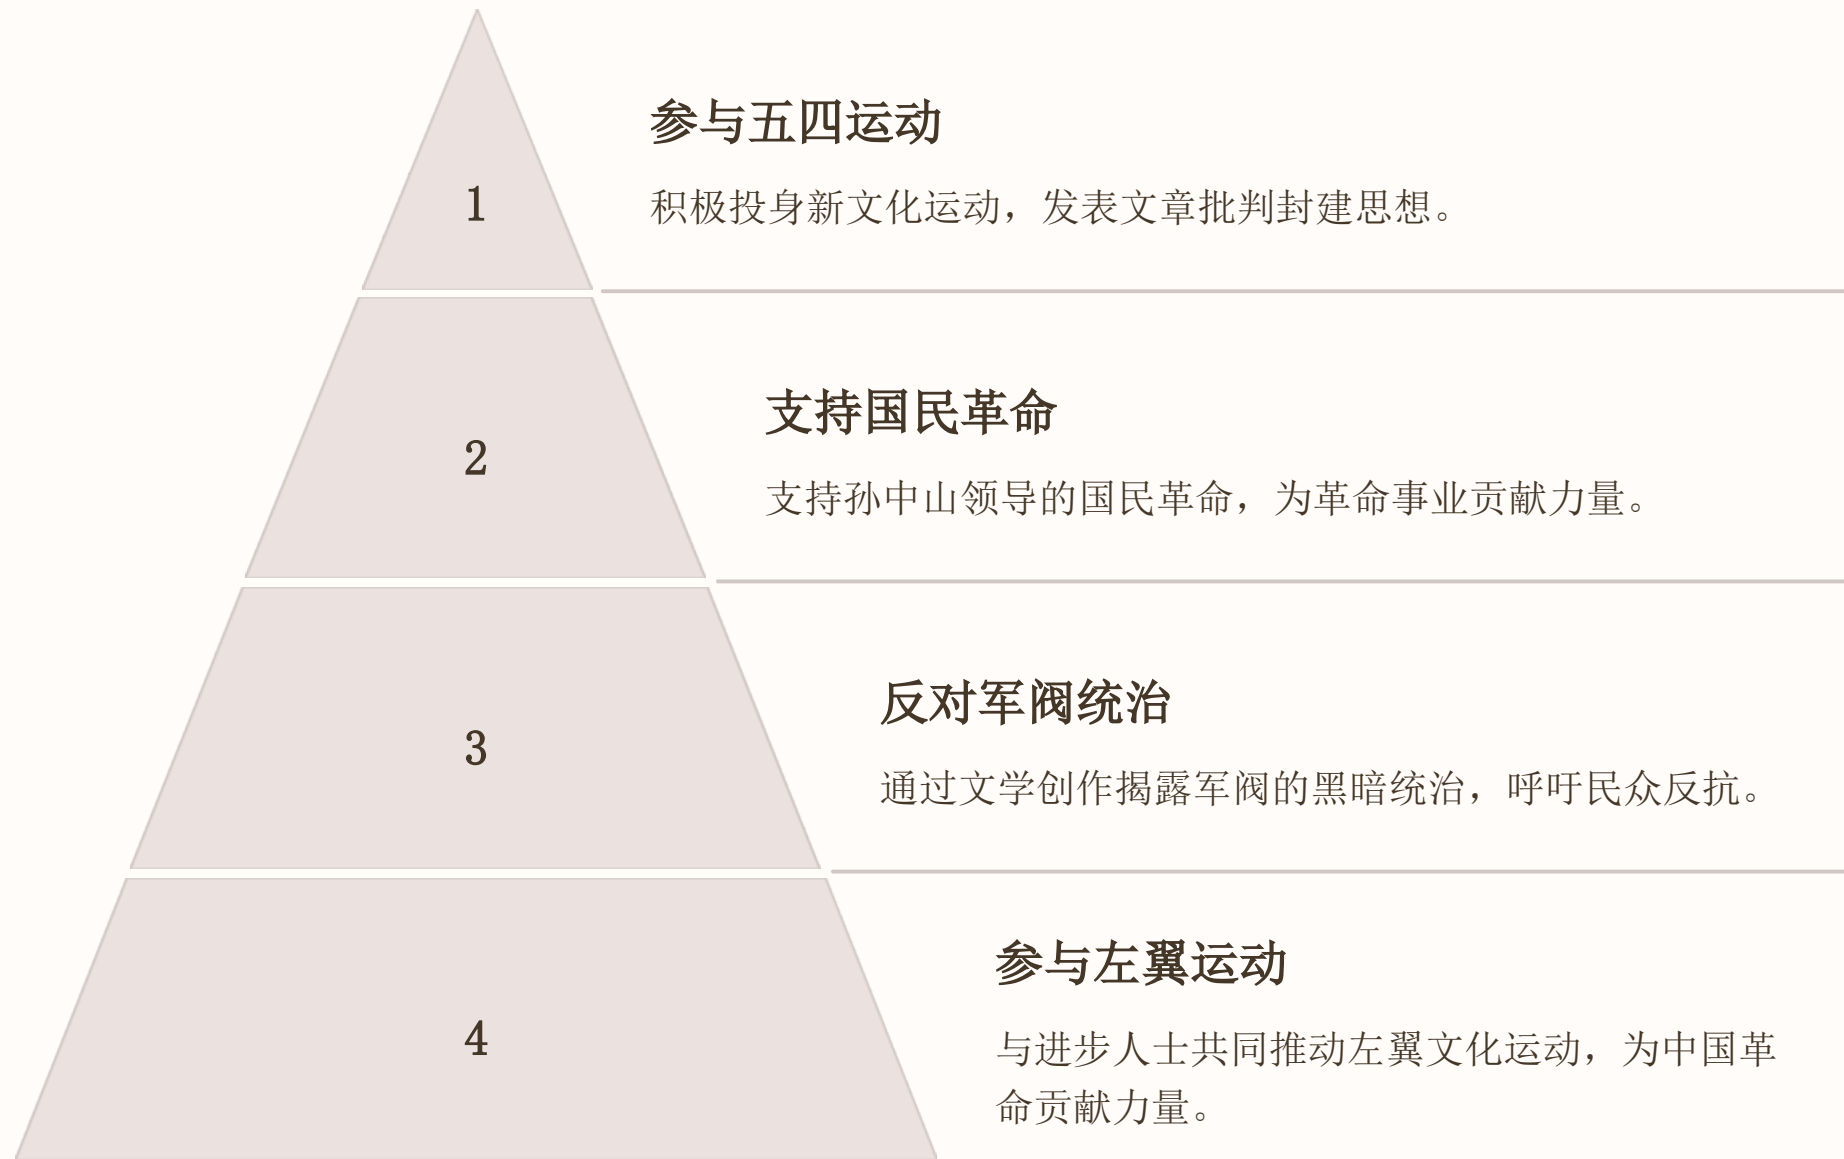 1
参与五四运动
积极投身新文化运动，发表文章批判封建思想。
2
支持国民革命
支持孙中山领导的国民革命，为革命事业贡献力量。
3
反对军阀统治
通过文学创作揭露军阀的黑暗统治，呼吁民众反抗。
4
参与左翼运动
与进步人士共同推动左翼文化运动，为中国革
命贡献力量。